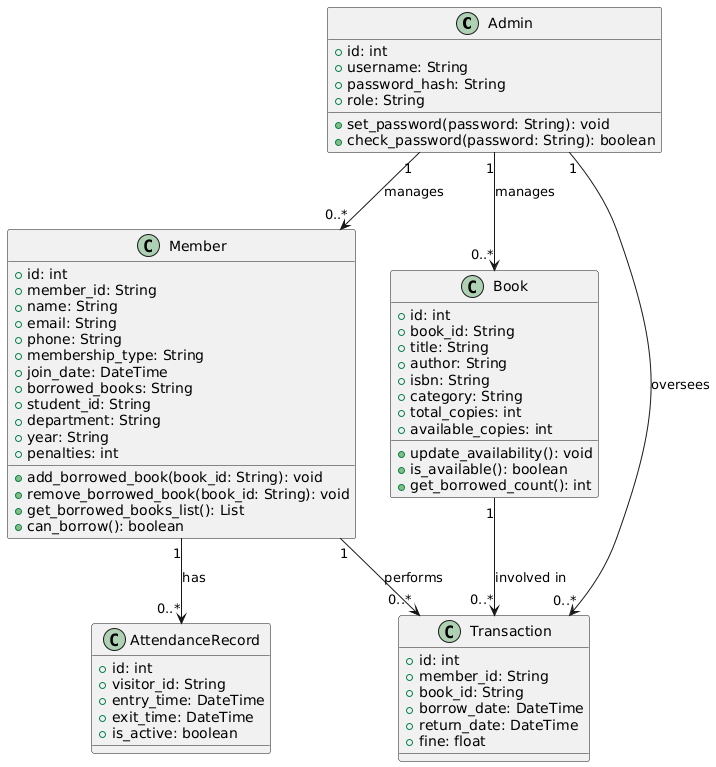 C Admin
id: int
username: String
password_hash: String
role: String
set_password(password: String): void
check_password(password: String): boolean
1
1
1
manages
manages
0..*
0..*
oversees
C Member
id: int
member_id: String
name: String
email: String
phone: String
membership_type: String
join_date: DateTime
borrowed_books: String
student_id: String
department: String
year: String
penalties: int
add_borrowed_book(book_id: String): void
remove_borrowed_book(book_id: String): void
get_borrowed_books_list(): List
can_borrow(): boolean
C Book
id: int
book_id: String
title: String
author: String
isbn: String
category: String
total_copies: int
available_copies: int
update_availability(): void
is_available(): boolean
get_borrowed_count(): int
1
1
1
has
performs
involved in
0..*
0..*
0..*
0..*
C AttendanceRecord
id: int
visitor_id: String
entry_time: DateTime
exit_time: DateTime
is_active: boolean
C Transaction
id: int
member_id: String
book_id: String
borrow_date: DateTime
return_date: DateTime
fine: float